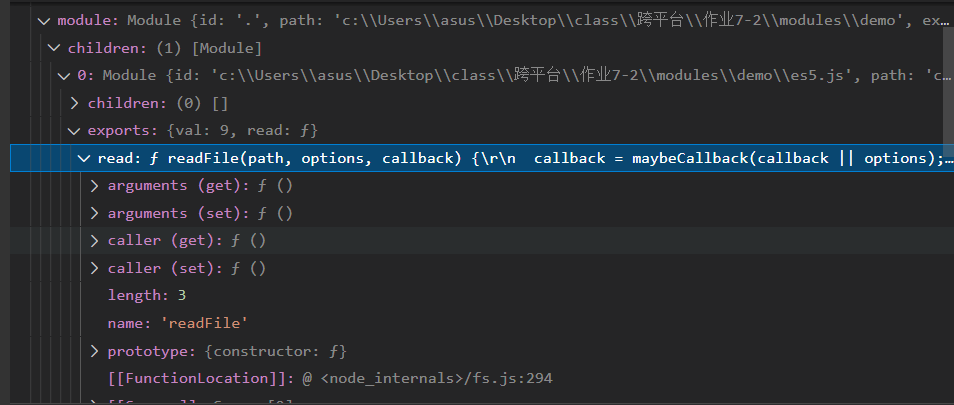 module: Module {id: '.', path: 'c:\\Users\\asus\\Desktop\\class\\跨平台\\作业7-2\\modules\\demo', ex…
children: (1) [Module]
0: Module {id: 'c:\\Users\\asus\\Desktop\\class\\跨平台\\作业7-2\\modules\\demo\\es5.js', path: 'c…
children: (0) []
exports: {val: 9, read: ƒ}
read: ƒ readFile(path, options, callback) {\r\n  callback = maybeCallback(callback || options);…
arguments (get): ƒ ()
arguments (set): ƒ ()
caller (get): ƒ ()
caller (set): ƒ ()
length: 3
name: 'readFile'
prototype: {constructor: ƒ}
[[FunctionLocation]]: @ <node_internals>/fs.js:294